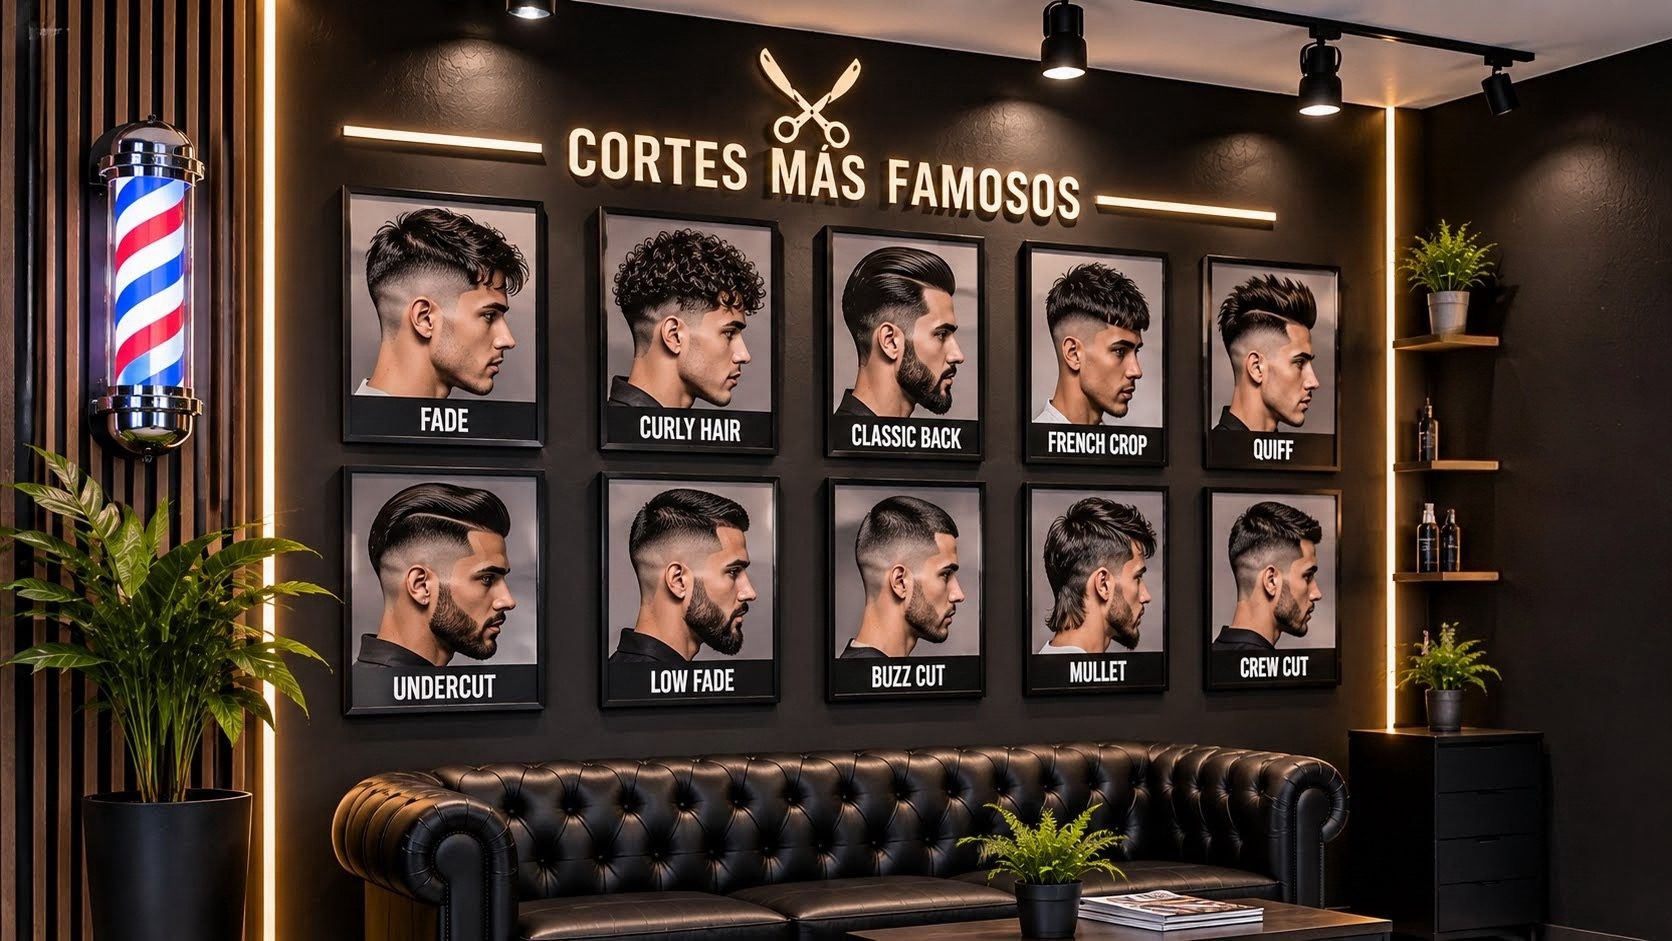 CORTES MÁS FAMOSOS
FADE
CURLY HAIR
CLASSIC BACK
FRENCH CROP
QUIFF
UNDERCUT
LOW FADE
BUZZ CUT
MULLET
CREW CUT